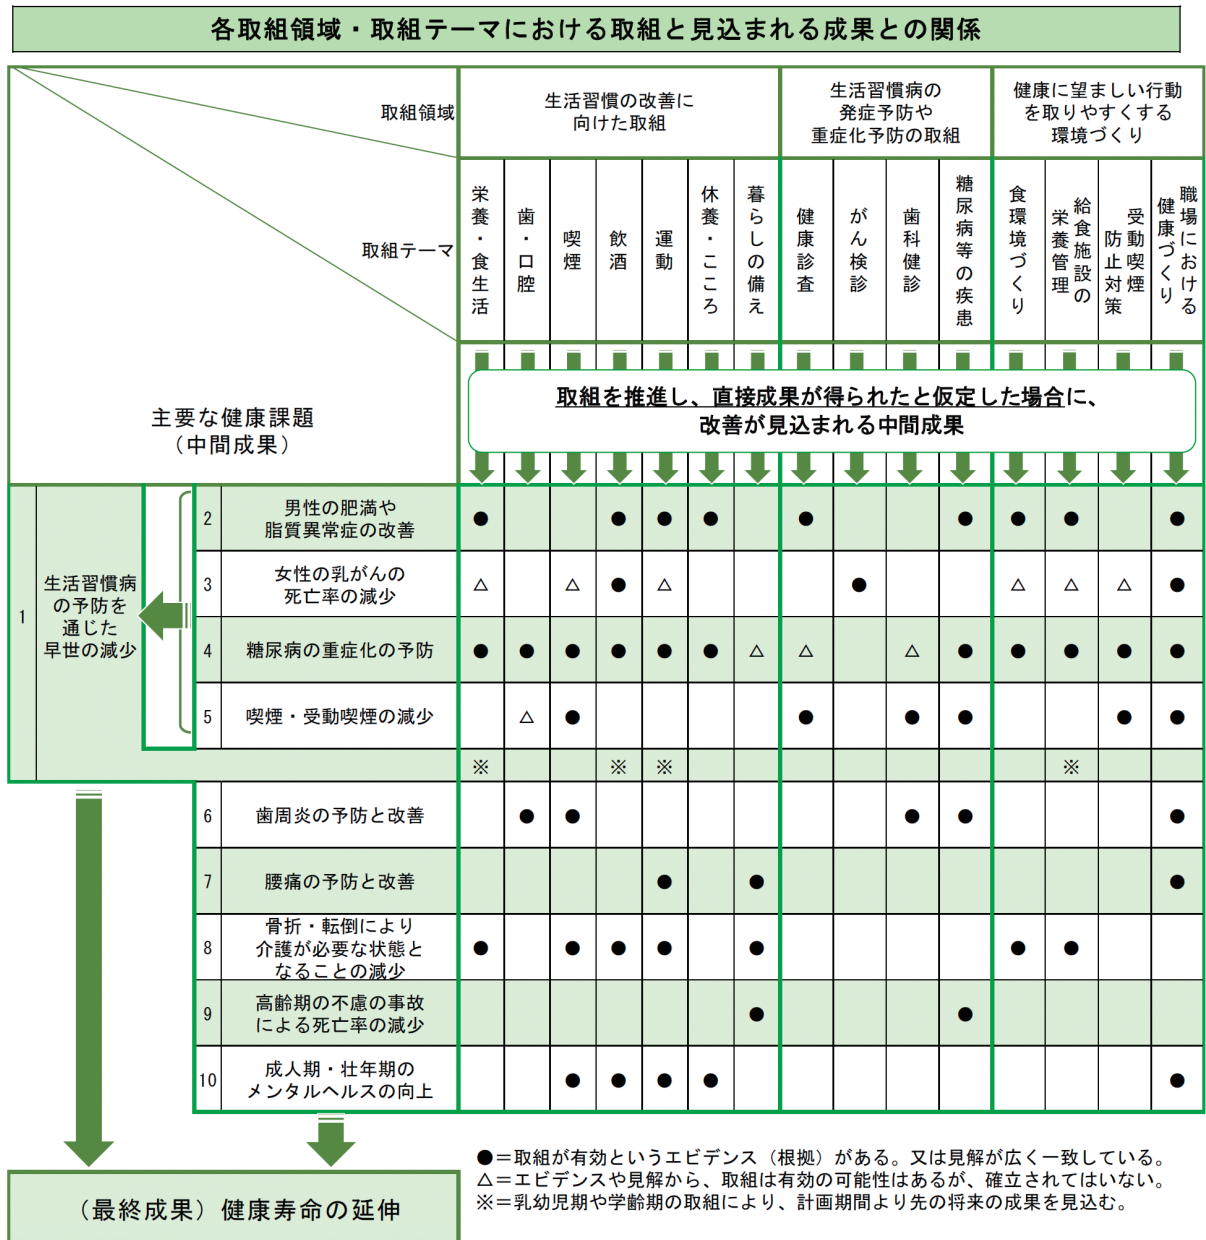 各取組領域・取組テーマにおける取組と見込まれる成果との関係
取組領域
生活習慣の改善に
向けた取組
生活習慣病の
発症予防や
重症化予防の取組
健康に望ましい行動
を取りやすくする
環境づくり
取組テーマ
栄養・食生活
歯・口腔
喫煙
飲酒
運動
休養・こころ
暮らしの備え
健康診査
がん検診
歯科健診
糖尿病等の疾患
食環境づくり
給食施設の
栄養管理
受動喫煙
防止対策
職場における
健康づくり
主要な健康課題
（中間成果）
取組を推進し、直接成果が得られたと仮定した場合に、
改善が見込まれる中間成果
1
生活習慣病
の予防を
通じた
早世の減少
2 男性の肥満や
脂質異常症の改善
● ● ● ● ● ● ● ● ●
3 女性の乳がんの
死亡率の減少
△ △ ● △ ● △ △ △ ●
4 糖尿病の重症化の予防 ● ● ● ● ● ● △ △ △ ● ● ● ● ●
5 喫煙・受動喫煙の減少 △ ● ● ● ● ● ●
※ ※ ※ ※
6 歯周炎の予防と改善 ● ● ● ● ●
7 腰痛の予防と改善 ● ● ●
8 骨折・転倒により
介護が必要な状態と
なることの減少
● ● ● ● ● ● ●
9 高齢期の不慮の事故
による死亡率の減少
● ●
10 成人期・壮年期の
メンタルヘルスの向上
● ● ● ● ●
（最終成果）健康寿命の延伸
●＝取組が有効というエビデンス（根拠）がある。又は見解が広く一致している。
△＝エビデンスや見解から、取組は有効の可能性はあるが、確立されてはいない。
※＝乳幼児期や学齢期の取組により、計画期間より先の将来の成果を見込む。